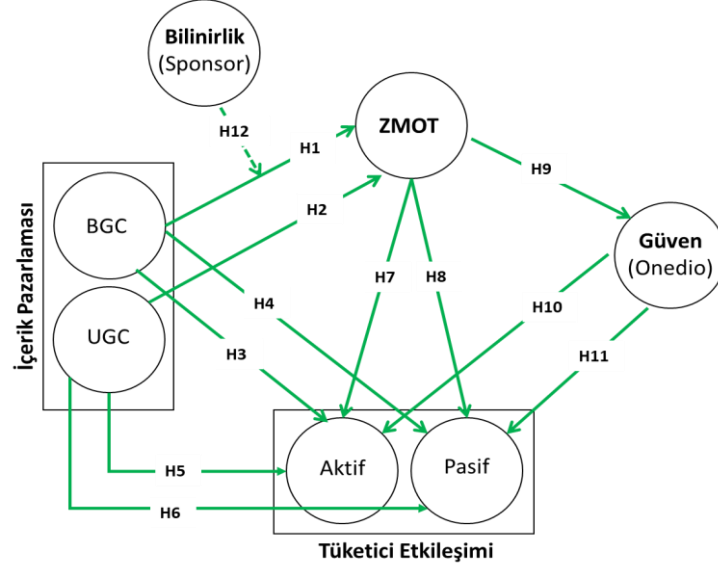 Bilinirlik
(Sponsor)
H12
H1
ZMOT
H9
İçerik Pazarlaması
BGC
H2
Güven
(Onedio)
UGC
H4
H7
H8
H10
H3
H11
Aktif
Pasif
H5
H6
Tüketici Etkileşimi